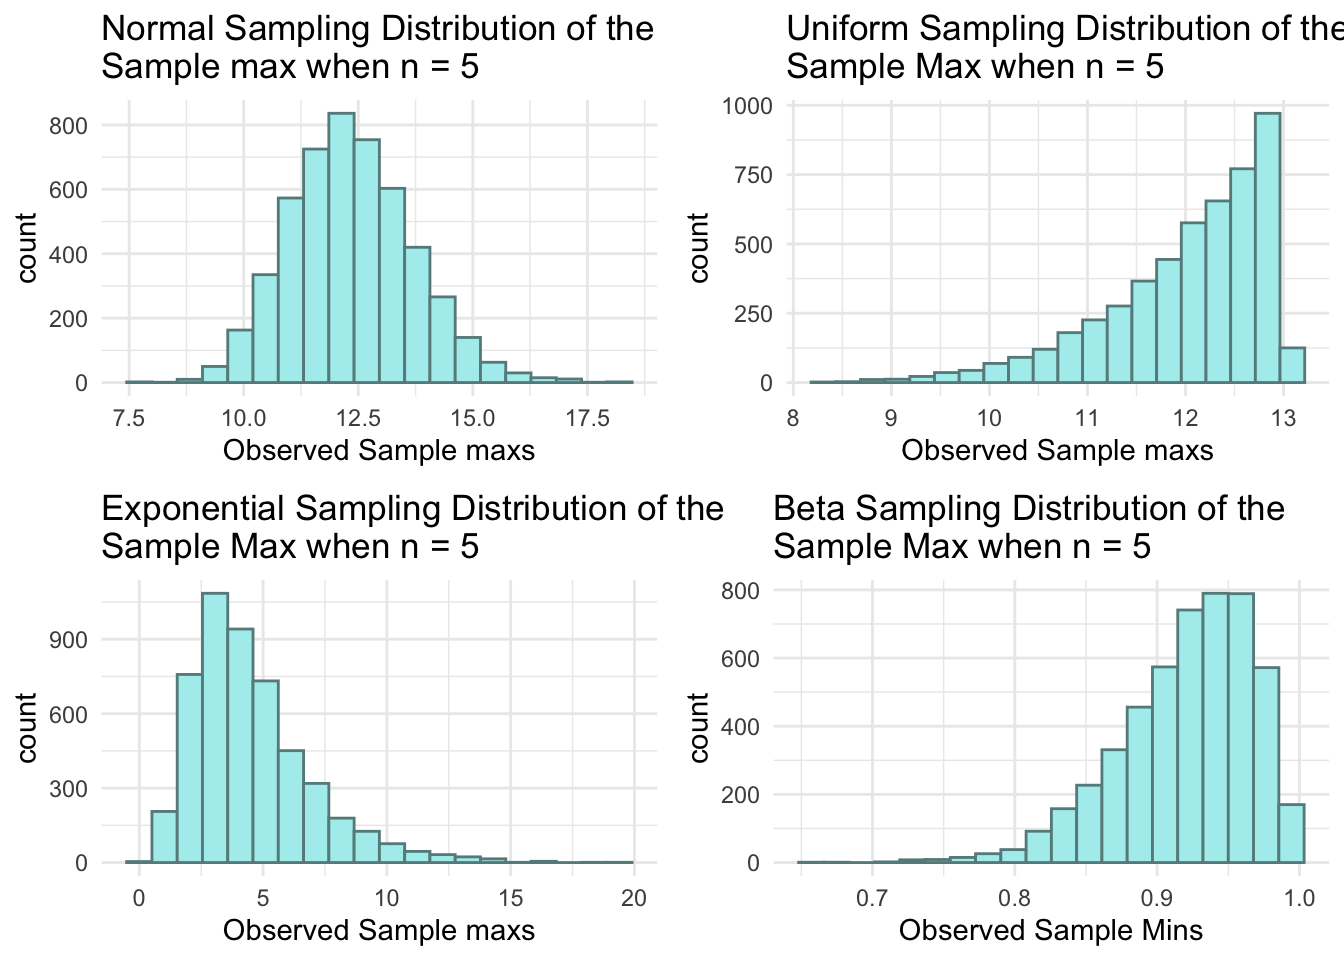 Normal Sampling Distribution of the
Sample max when n = 5
800
600
400
200
0
count
7.5 10.0 12.5 15.0 17.5
Observed Sample maxs
Uniform Sampling Distribution of the
Sample Max when n = 5
1000
750
500
250
0
count
8 9 10 11 12 13
Observed Sample maxs
Exponential Sampling Distribution of the
Sample Max when n = 5
900
600
300
0
count
0 5 10 15 20
Observed Sample maxs
Beta Sampling Distribution of the
Sample Max when n = 5
800
600
400
200
0
count
0.7 0.8 0.9 1.0
Observed Sample Mins